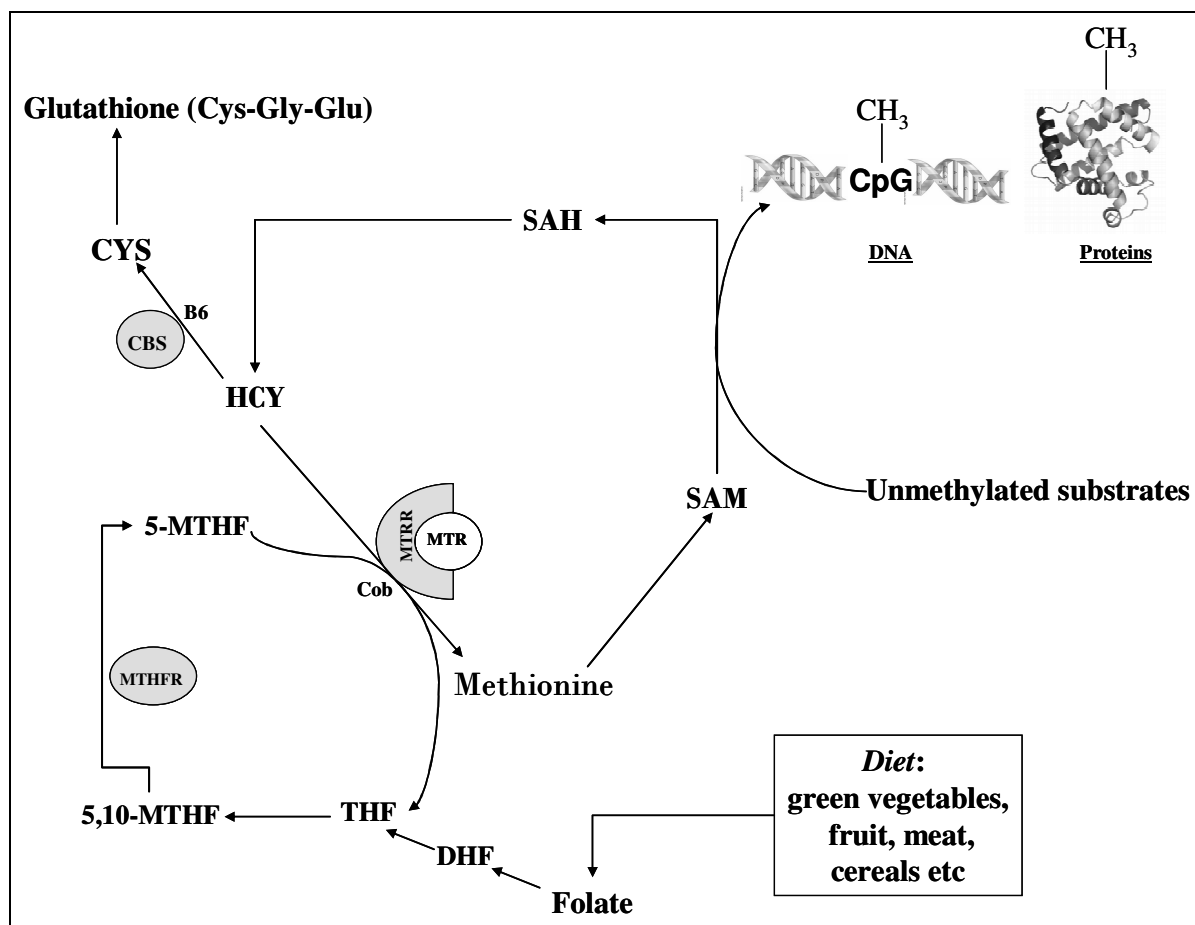 CH3
CH3
Glutathione (Cys-Gly-Glu)
CpG
SAH
CYS
DNA
Proteins
B6
CBS
HCY
SAM
Unmethylated substrates
5-MTHF
MTRR
MTR
Cob
MTHFR
Methionine
Diet:
green vegetables,
fruit, meat,
cereals etc
5,10-MTHF
THF
DHF
Folate